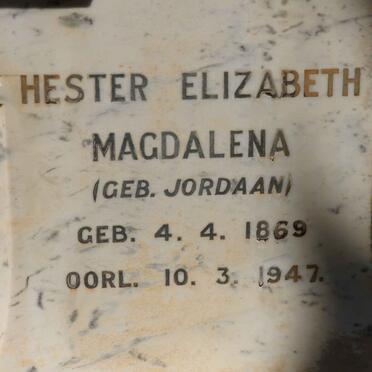 HESTER ELIZABETH
MAGDALENA
(GEB. JORDAAN)
GEB. 4. 4. 1869
OORL. 10. 3. 1947.